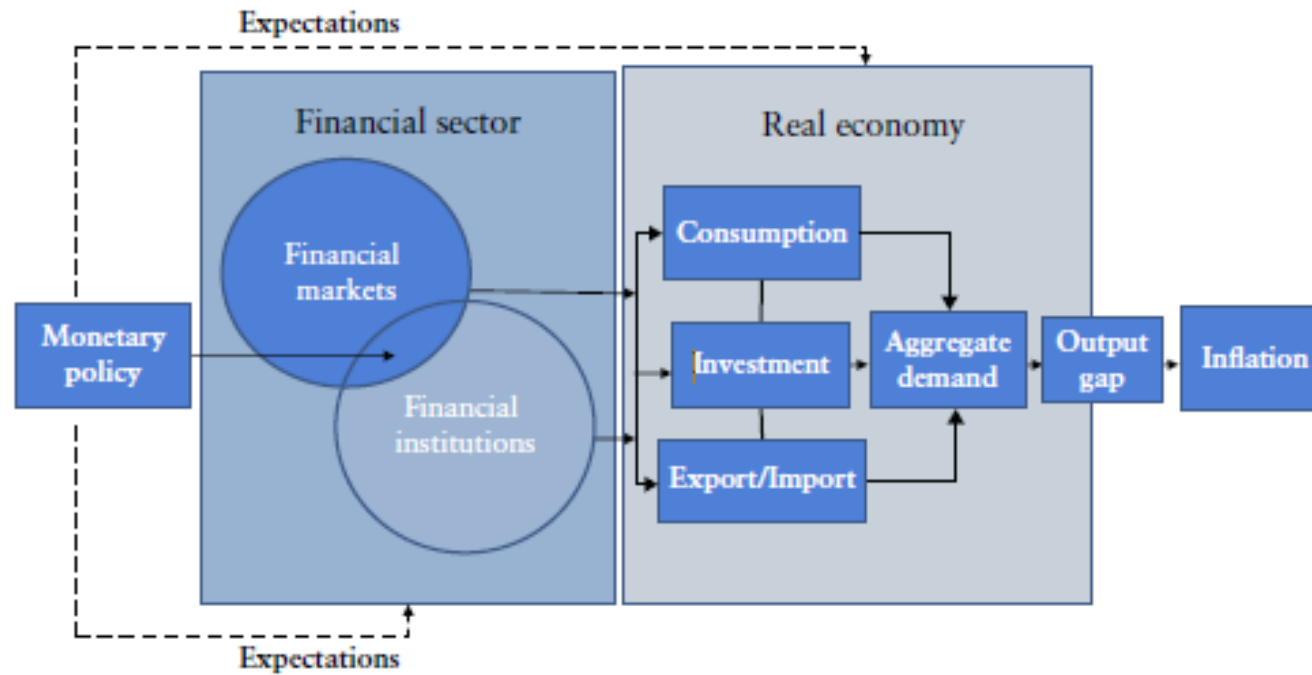 Expectations
Financial sector
Real economy
Financial
markets
Consumption
Monetary
policy
Investment
Aggregate
demand
Output
gap
Inflation
Financial
institutions
Export/Import
Expectations